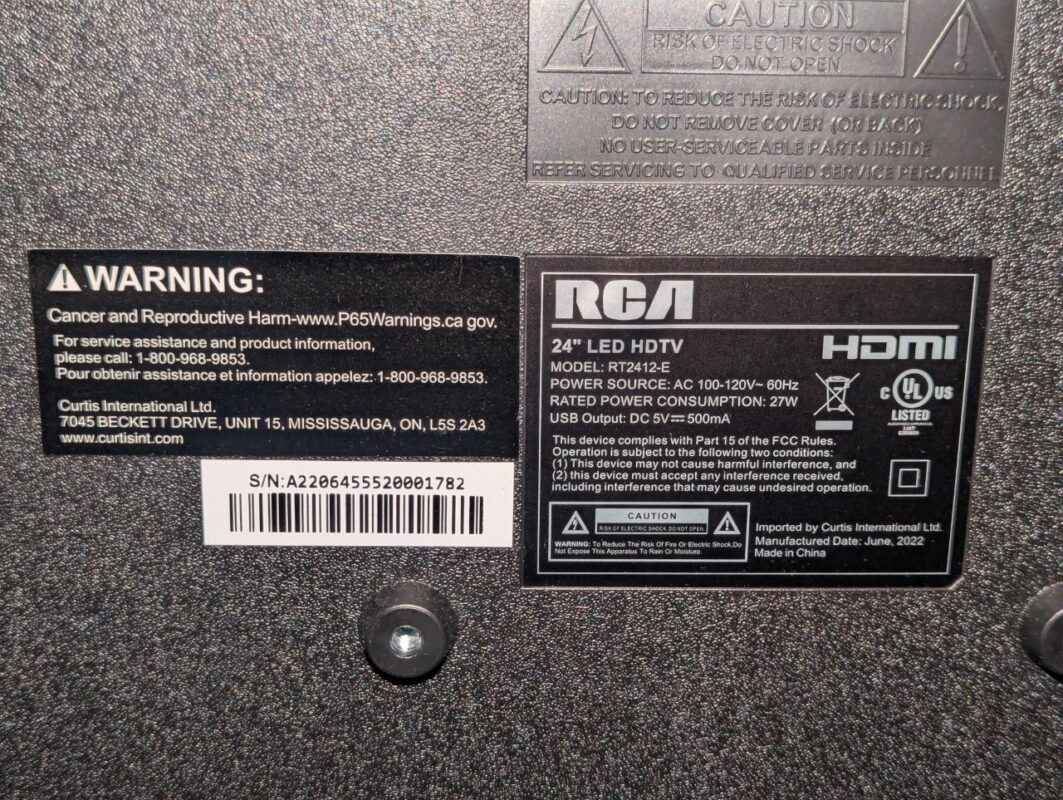 CAUTION
RISK OF ELECTRIC SHOCK
DO NOT OPEN
CAUTION: TO REDUCE THE RISK OF ELECTRIC SHOCK,
DO NOT REMOVE COVER (OR BACK)
NO USER-SERVICEABLE PARTS INSIDE
REFER SERVICING TO QUALIFIED SERVICE PERSONNEL
WARNING:
Cancer and Reproductive Harm-www.P65Warnings.ca gov.
For service assistance and product information,
please call: 1-800-968-9853.
Pour obtenir assistance et information appelez: 1-800-968-9853.
Curtis International Ltd.
7045 BECKETT DRIVE, UNIT 15, MISSISSAUGA, ON, L5S 2A3
www.curtisint.com
S/N:A2206455520001782
RCA
24" LED HDTV
HDMI
MODEL: RT2412-E
POWER SOURCE: AC 100-120V~ 60Hz
RATED POWER CONSUMPTION: 27W
USB Output: DC 5V⎓500mA
C UL US
LISTED
This device complies with Part 15 of the FCC Rules.
Operation is subject to the following two conditions:
(1) This device may not cause harmful interference, and
(2) this device must accept any interference received,
including interference that may cause undesired operation.
CAUTION
RISK OF ELECTRIC SHOCK DO NOT OPEN
WARNING: To Reduce The Risk Of Fire Or Electric Shock,Do
Not Expose This Apparatus To Rain Or Moisture
Imported by Curtis International Ltd.
Manufactured Date: June, 2022
Made in China